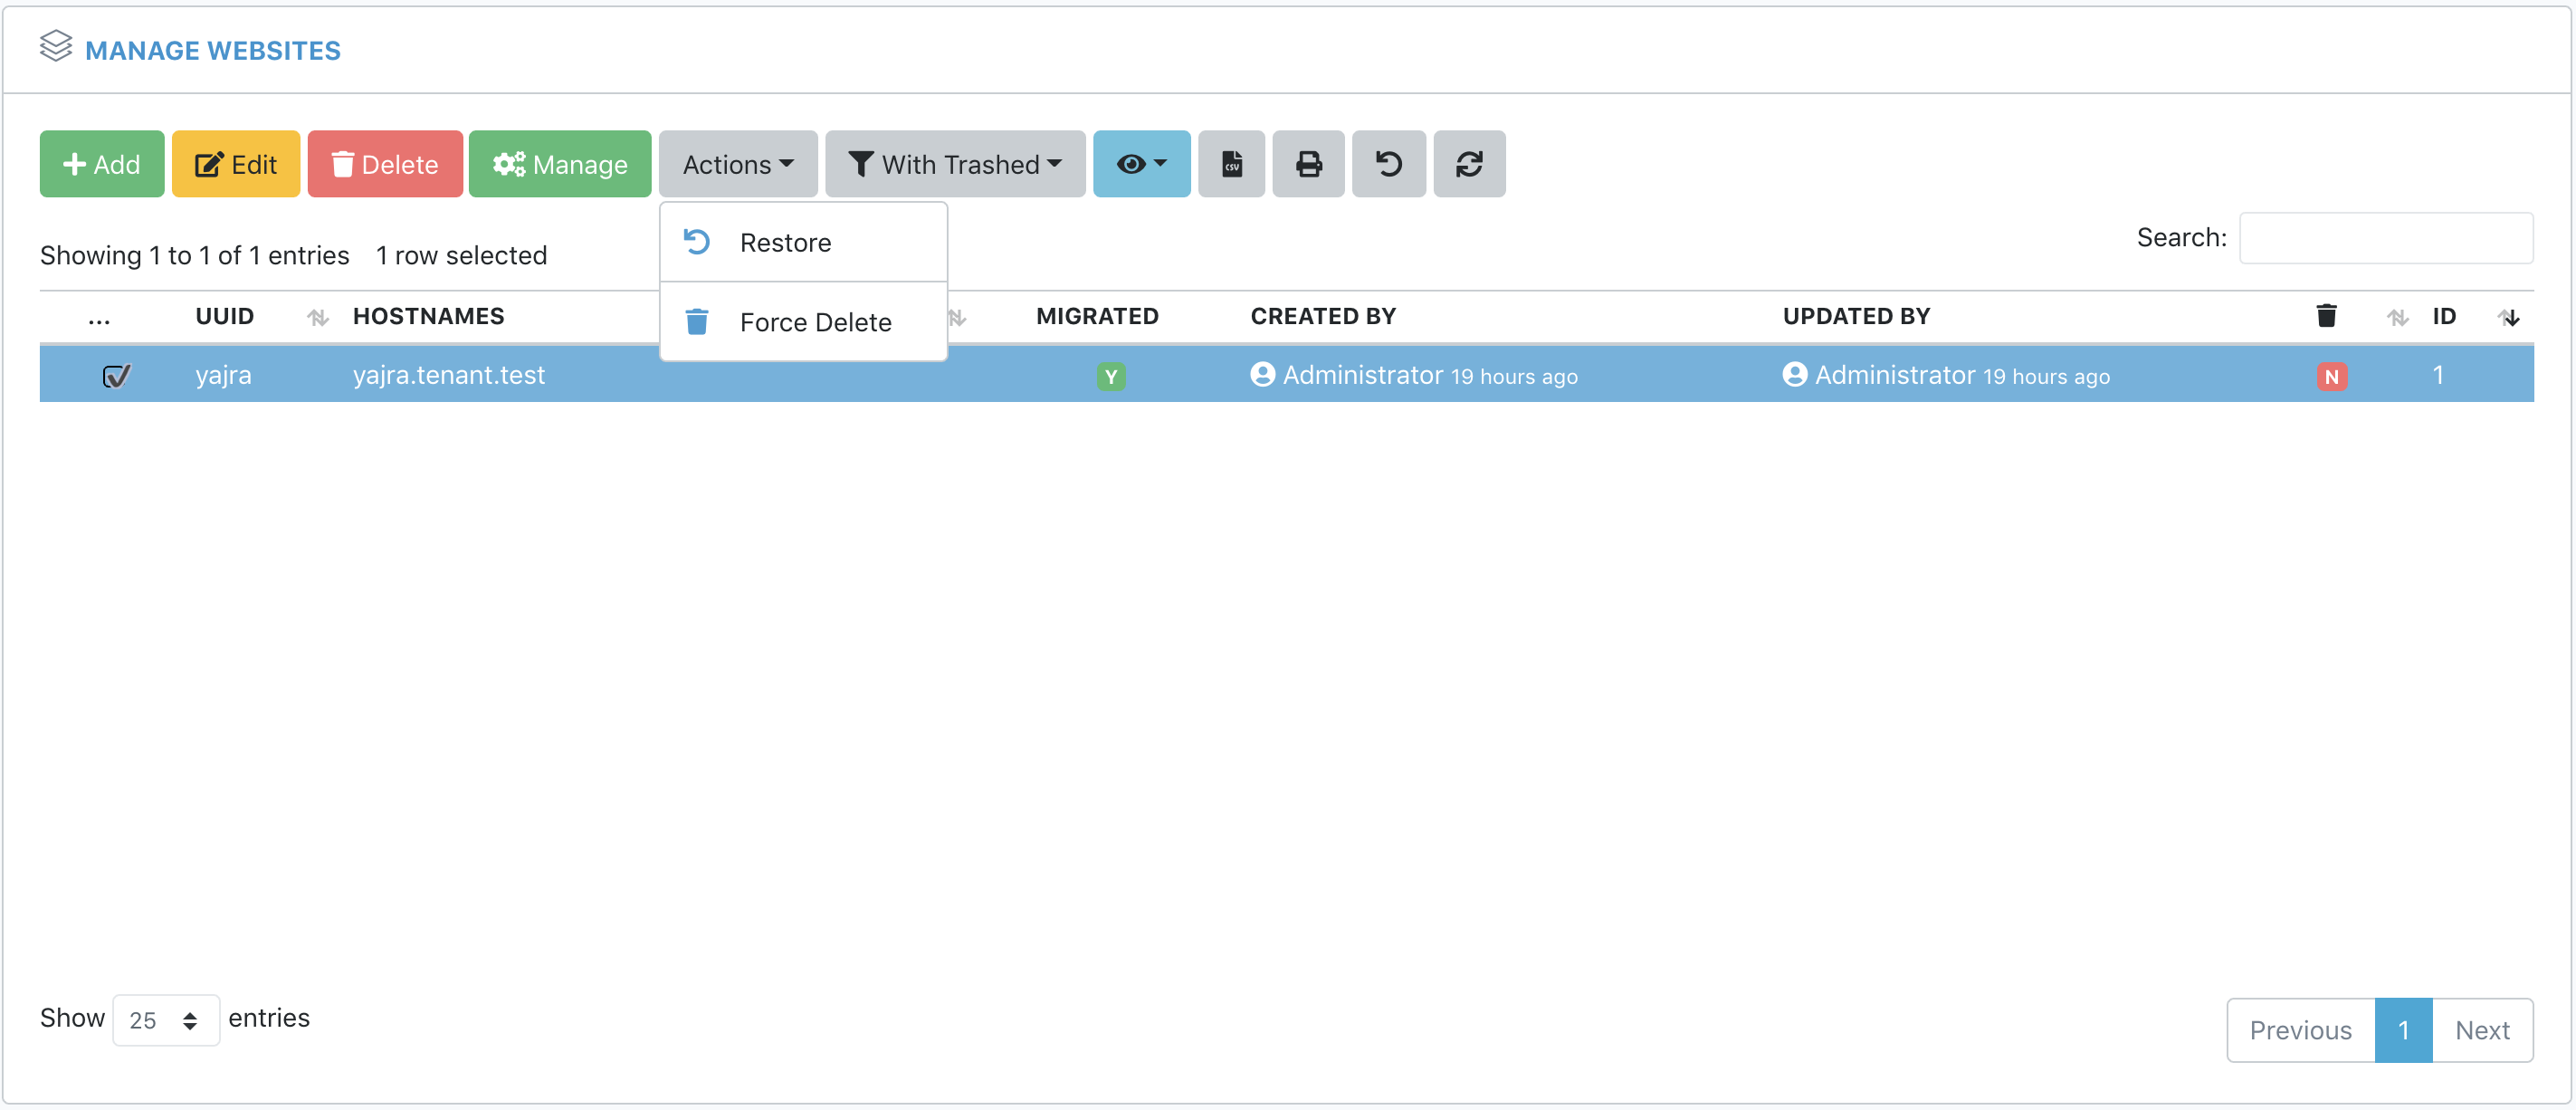 MANAGE WEBSITES
Add Edit Delete Manage Actions With Trashed CSV
Restore
Force Delete
Showing 1 to 1 of 1 entries 1 row selected
Search:
... UUID HOSTNAMES MIGRATED CREATED BY UPDATED BY ID
yajra yajra.tenant.test Y Administrator 19 hours ago Administrator 19 hours ago N 1
Show 25 entries
Previous 1 Next